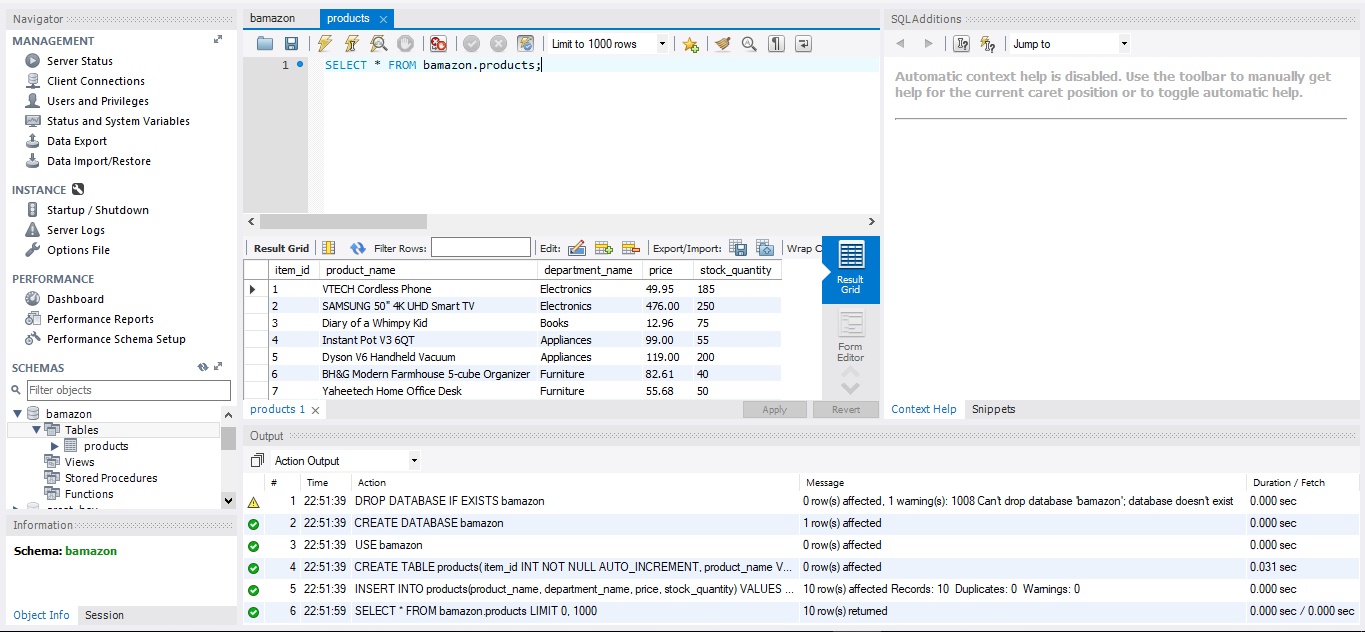 Navigator
MANAGEMENT
Server Status
Client Connections
Users and Privileges
Status and System Variables
Data Export
Data Import/Restore
INSTANCE
Startup / Shutdown
Server Logs
Options File
PERFORMANCE
Dashboard
Performance Reports
Performance Schema Setup
SCHEMAS
Filter objects
bamazon
Tables
products
Views
Stored Procedures
Functions
Information
Schema: bamazon
Object Info Session
bamazon products
Limit to 1000 rows
1 SELECT * FROM bamazon.products;
Result Grid Filter Rows: Edit: Export/Import: Wrap C
item_id product_name department_name price stock_quantity
1 VTECH Cordless Phone Electronics 49.95 185
2 SAMSUNG 50" 4K UHD Smart TV Electronics 476.00 250
3 Diary of a Whimpy Kid Books 12.96 75
4 Instant Pot V3 6QT Appliances 99.00 55
5 Dyson V6 Handheld Vacuum Appliances 119.00 200
6 BH&G Modern Farmhouse 5-cube Organizer Furniture 82.61 40
7 Yaheetech Home Office Desk Furniture 55.68 50
Result
Grid
Form
Editor
products 1 Apply Revert
SQLAdditions
Jump to
Automatic context help is disabled. Use the toolbar to manually get
help for the current caret position or to toggle automatic help.
Context Help Snippets
Output
Action Output
# Time Action Message Duration / Fetch
1 22:51:39 DROP DATABASE IF EXISTS bamazon 0 row(s) affected, 1 warning(s): 1008 Can't drop database 'bamazon'; database doesn't exist 0.000 sec
2 22:51:39 CREATE DATABASE bamazon 1 row(s) affected 0.000 sec
3 22:51:39 USE bamazon 0 row(s) affected 0.000 sec
4 22:51:39 CREATE TABLE products( item_id INT NOT NULL AUTO_INCREMENT, product_name V... 0 row(s) affected 0.031 sec
5 22:51:39 INSERT INTO products(product_name, department_name, price, stock_quantity) VALUES ... 10 row(s) affected Records: 10 Duplicates: 0 Warnings: 0 0.000 sec
6 22:51:59 SELECT * FROM bamazon.products LIMIT 0, 1000 10 row(s) returned 0.000 sec / 0.000 sec